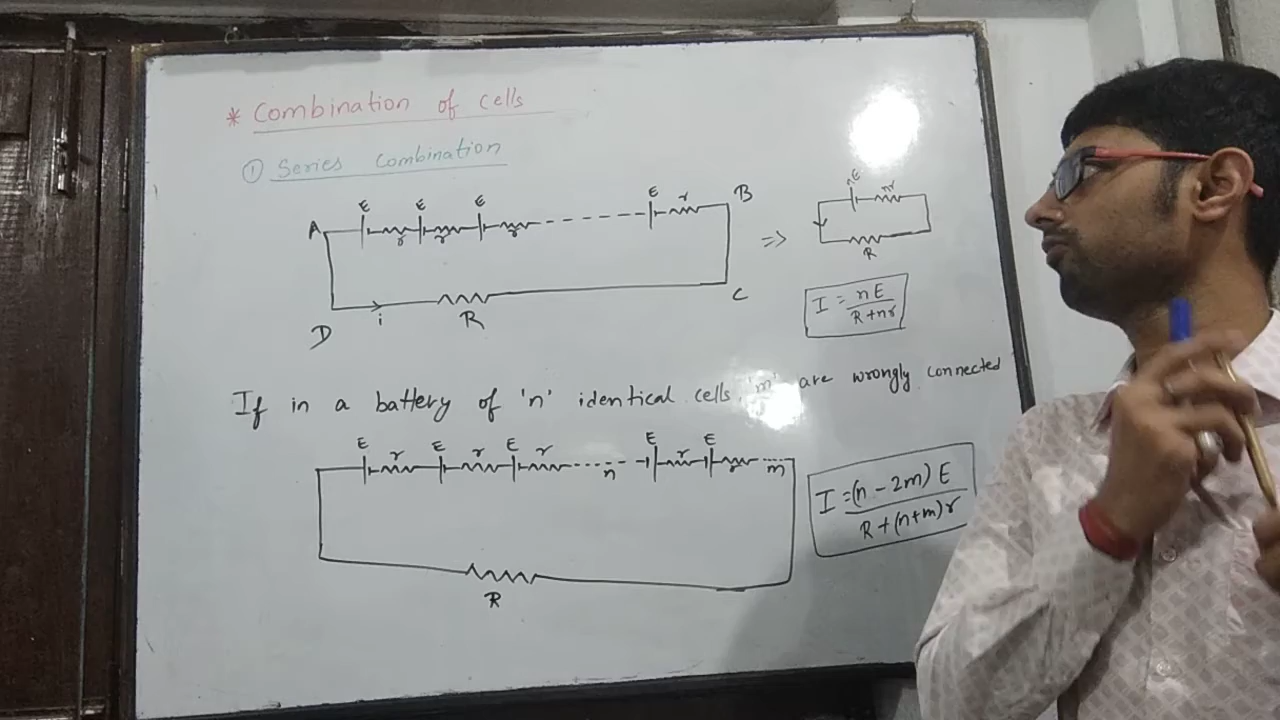 * Combination of cells
① Series Combination
E E E E
A r r r r B
D i R C
⇒
nE nr
R
I = nE / R+nr
If in a battery of 'n' identical cells, 'm' are wrongly connected
E E E E E
r r r n r r m
R
I = (n - 2m) E / R + (n+m) r